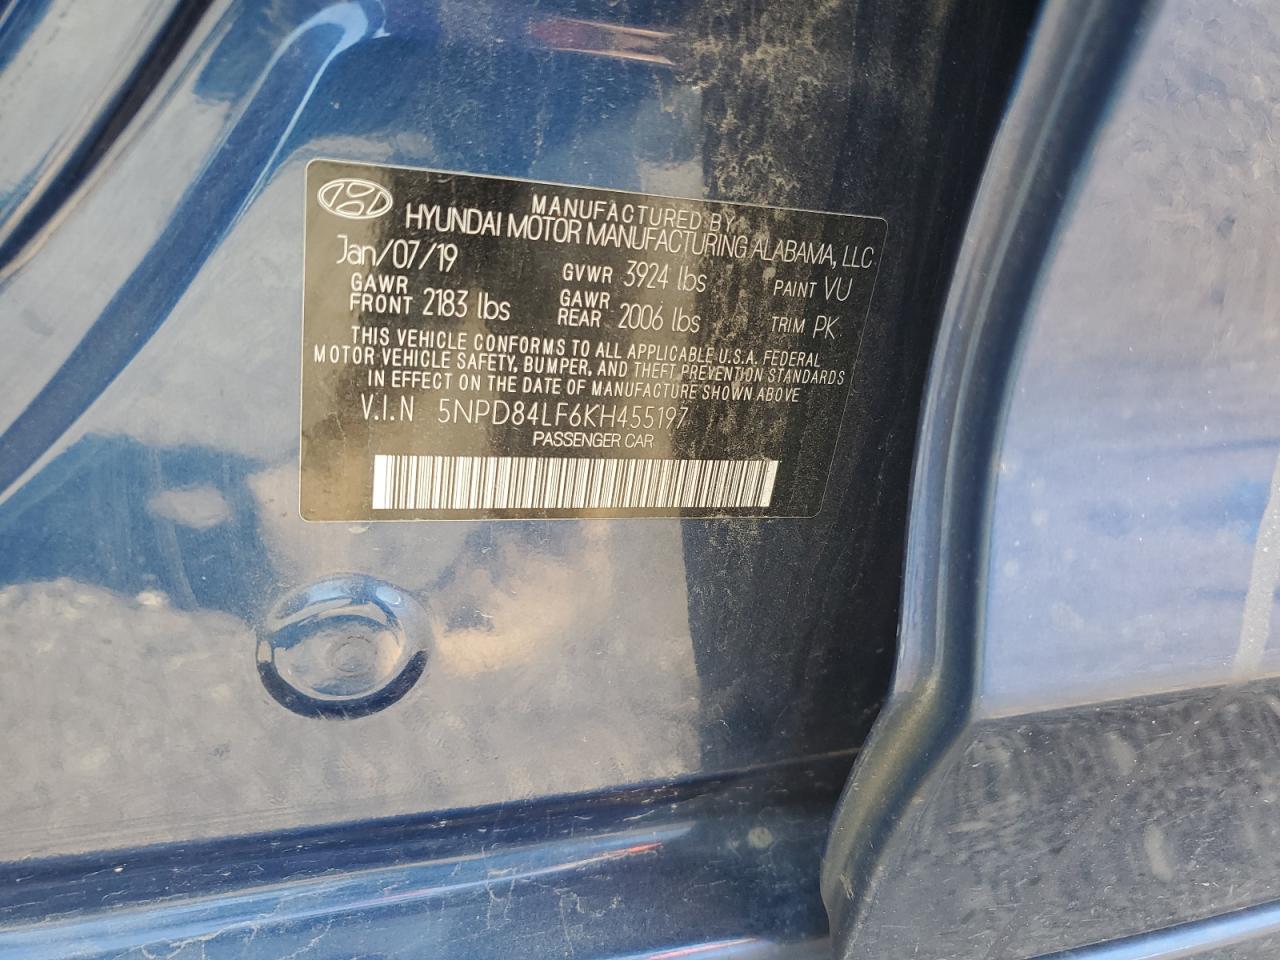 MANUFACTURED BY
HYUNDAI MOTOR MANUFACTURING ALABAMA, LLC
Jan/07/19 GVWR 3924 lbs PAINT VU
GAWR FRONT 2183 lbs GAWR REAR 2006 lbs TRIM PK
THIS VEHICLE CONFORMS TO ALL APPLICABLE U.S.A. FEDERAL
MOTOR VEHICLE SAFETY, BUMPER, AND THEFT PREVENTION STANDARDS
IN EFFECT ON THE DATE OF MANUFACTURE SHOWN ABOVE
V.I.N 5NPD84LF6KH455197
PASSENGER CAR